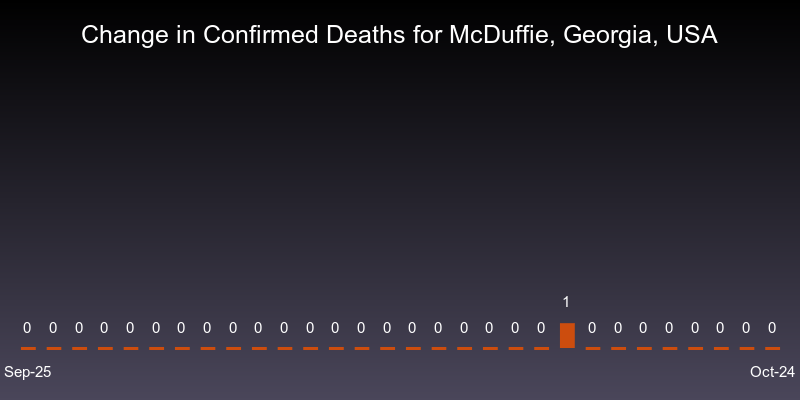 Change in Confirmed Deaths for McDuffie, Georgia, USA
1
0 0 0 0 0 0 0 0 0 0 0 0 0 0 0 0 0 0 0 0 0 0 0 0 0 0 0 0 0
Sep-25 Oct-24